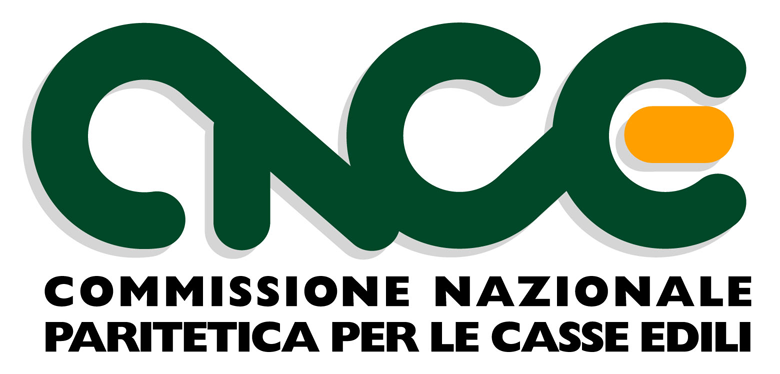 CNCE
COMMISSIONE NAZIONALE
PARITETICA PER LE CASSE EDILI